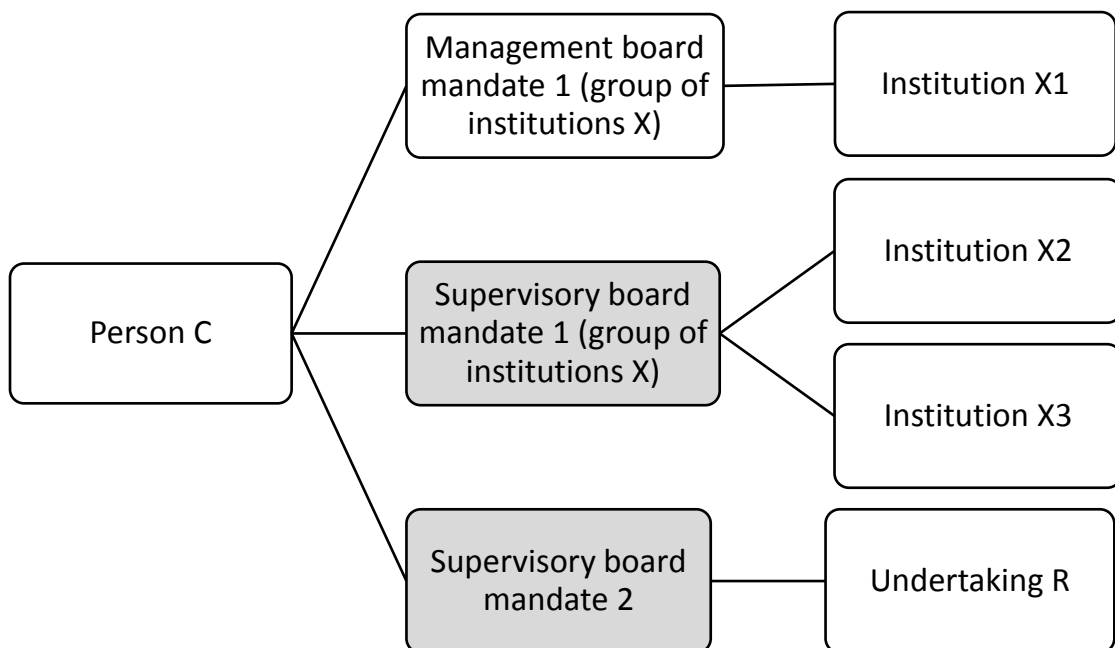 Person C
Management board
mandate 1 (group of
institutions X)
Institution X1
Supervisory board
mandate 1 (group of
institutions X)
Institution X2
Institution X3
Supervisory board
mandate 2
Undertaking R